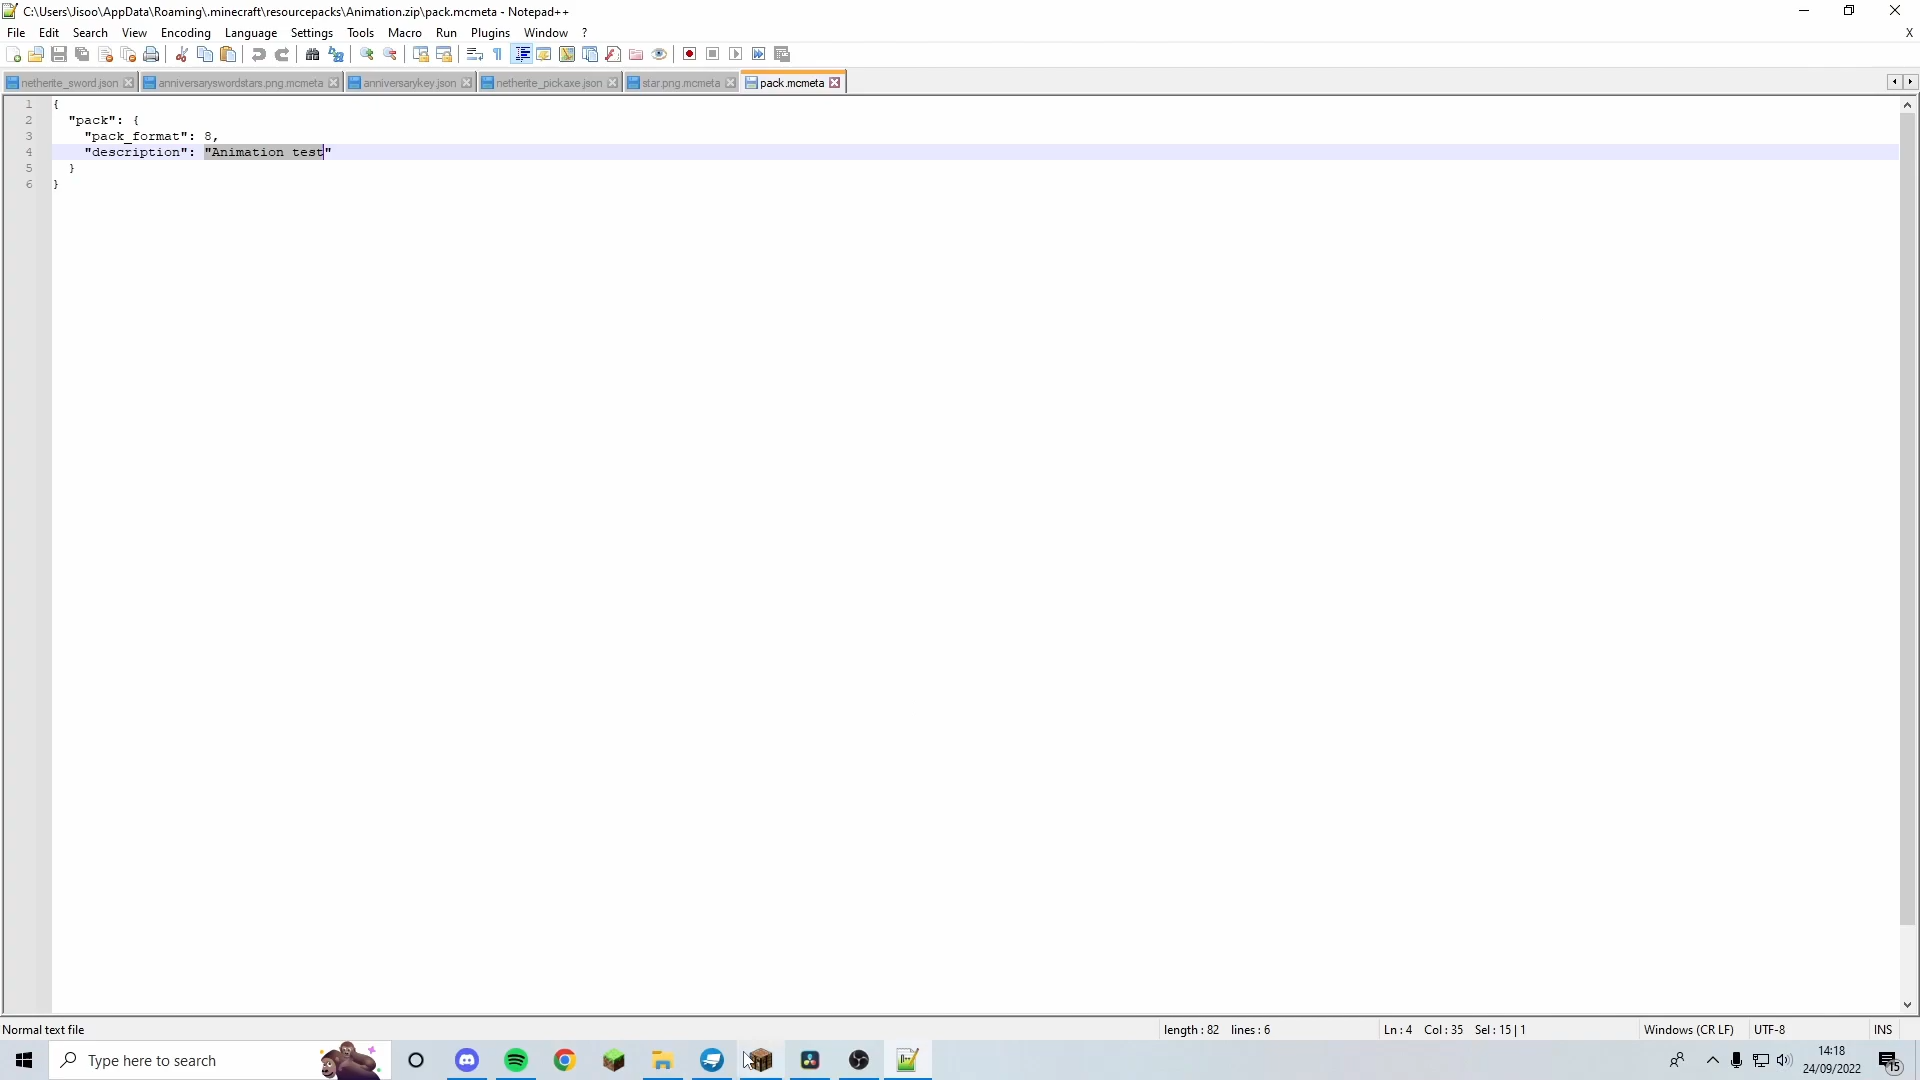 C:\Users\Jisoo\AppData\Roaming\.minecraft\resourcepacks\Animation.zip\pack.mcmeta - Notepad++
File Edit Search View Encoding Language Settings Tools Macro Run Plugins Window ? X
netherite_sword.json anniversaryswordstars.png.mcmeta anniversarykey.json netherite_pickaxe.json star.png.mcmeta pack.mcmeta
1 {
2 "pack": {
3 "pack_format": 8,
4 "description": "Animation test"
5 }
6 }
Normal text file length : 82 lines : 6 Ln : 4 Col : 35 Sel : 15 | 1 Windows (CR LF) UTF-8 INS
Type here to search
14:18
24/09/2022
15